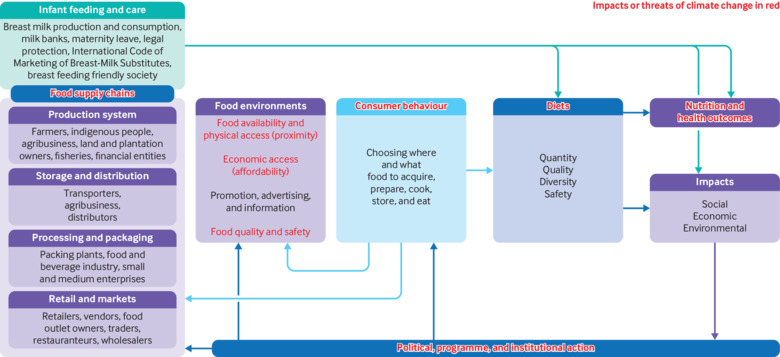 Impacts or threats of climate change in red
Infant feeding and care
Breast milk production and consumption,
milk banks, maternity leave, legal
protection, International Code of
Marketing of Breast-Milk Substitutes,
breast feeding friendly society
Food supply chains
Production system
Farmers, indigenous people,
agribusiness, land and plantation
owners, fisheries, financial entities
Storage and distribution
Transporters,
agribusiness,
distributors
Processing and packaging
Packing plants, food and
beverage industry, small
and medium enterprises
Retail and markets
Retailers, vendors, food
outlet owners, traders,
restauranteurs, wholesalers
Food environments
Food availability and
physical access (proximity)
Economic access
(affordability)
Promotion, advertising,
and information
Food quality and safety
Consumer behaviour
Choosing where
and what
food to acquire,
prepare, cook,
store, and eat
Diets
Quantity
Quality
Diversity
Safety
Nutrition and
health outcomes
Impacts
Social
Economic
Environmental
Political, programme, and institutional action